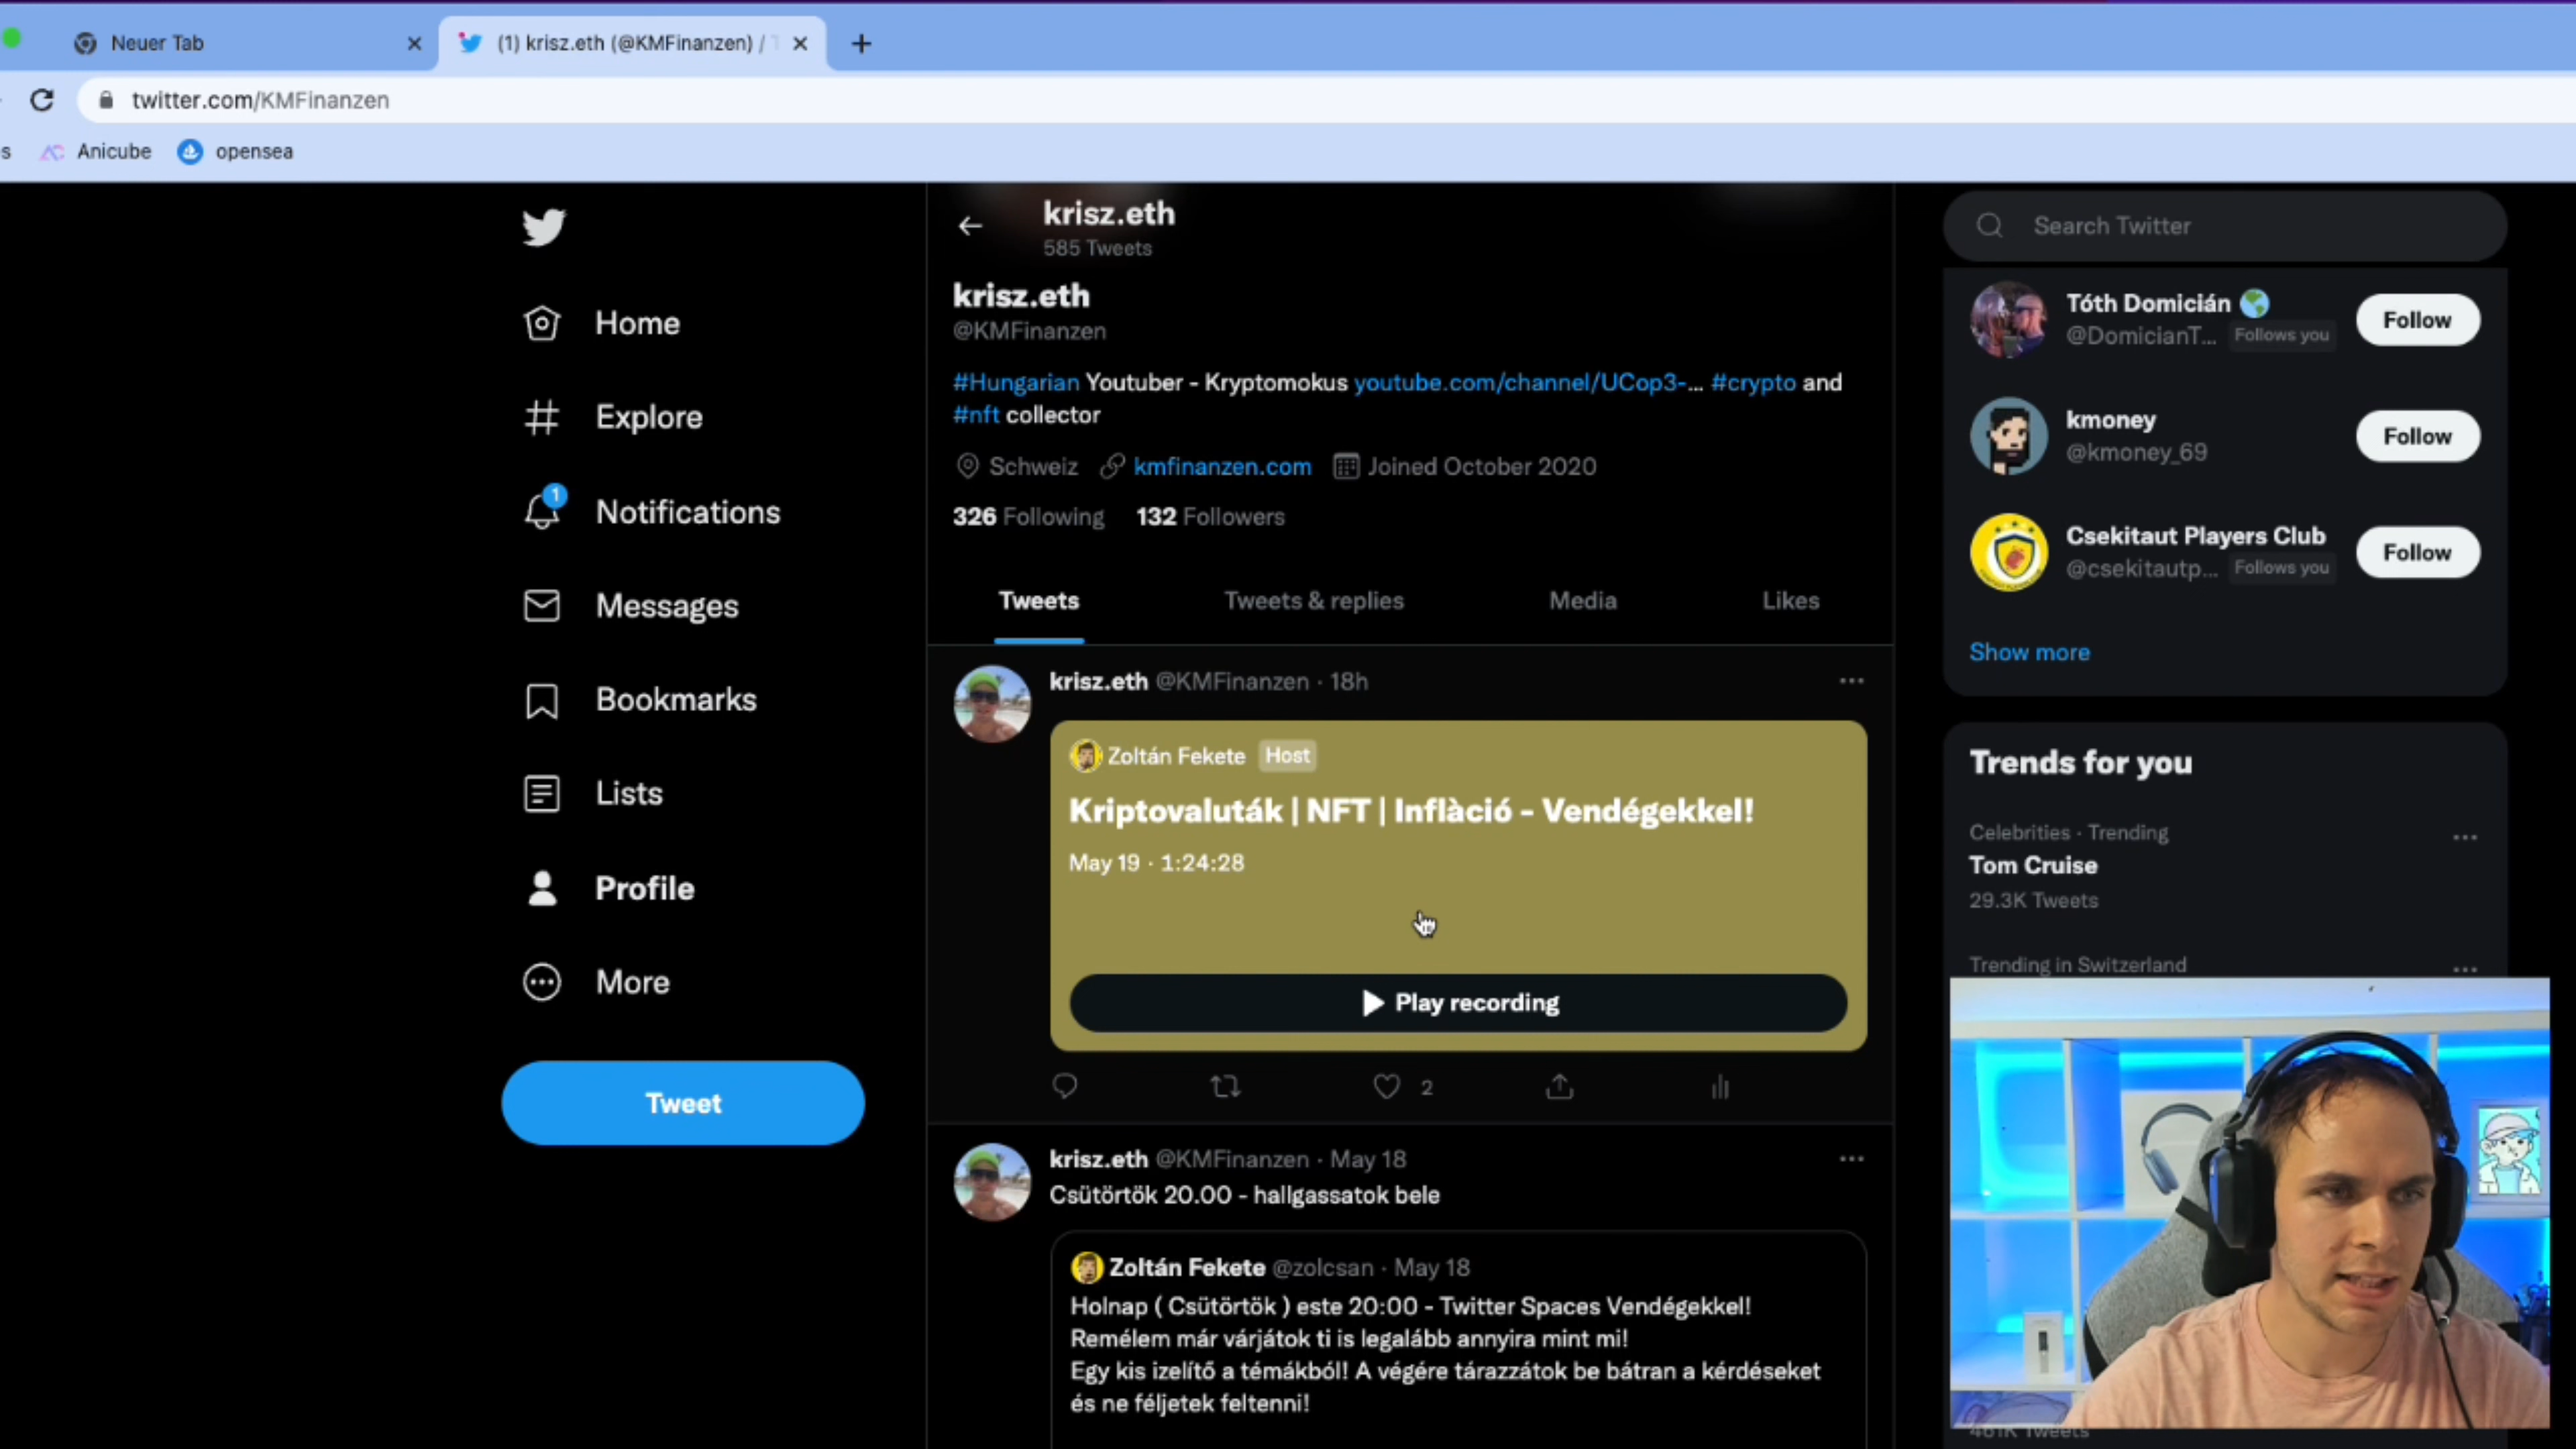 Neuer Tab
(1) krisz.eth (@KMFinanzen) /
twitter.com/KMFinanzen
s
Anicube
opensea
krisz.eth
585 Tweets
krisz.eth
@KMFinanzen
#Hungarian Youtuber - Kryptomokus youtube.com/channel/UCop3-... #crypto and
#nft collector
Schweiz kmfinanzen.com Joined October 2020
326 Following 132 Followers
Tweets Tweets & replies Media Likes
Home
Explore
1
Notifications
Messages
Bookmarks
Lists
Profile
More
Tweet
krisz.eth @KMFinanzen · 18h
Zoltán Fekete Host
Kriptovaluták | NFT | Inflàció - Vendégekkel!
May 19 · 1:24:28
Play recording
2
krisz.eth @KMFinanzen · May 18
Csütörtök 20.00 - hallgassatok bele
Zoltán Fekete @zolcsan · May 18
Holnap ( Csütörtök ) este 20:00 - Twitter Spaces Vendégekkel!
Remélem már várjátok ti is legalább annyira mint mi!
Egy kis izelítő a témákból! A végére tárazzátok be bátran a kérdéseket
és ne féljetek feltenni!
Search Twitter
Tóth Domicián
@DomicianT... Follows you
Follow
kmoney
@kmoney_69
Follow
Csekitaut Players Club
@csekitautp... Follows you
Follow
Show more
Trends for you
Celebrities · Trending
Tom Cruise
29.3K Tweets
Trending in Switzerland
461K Tweets